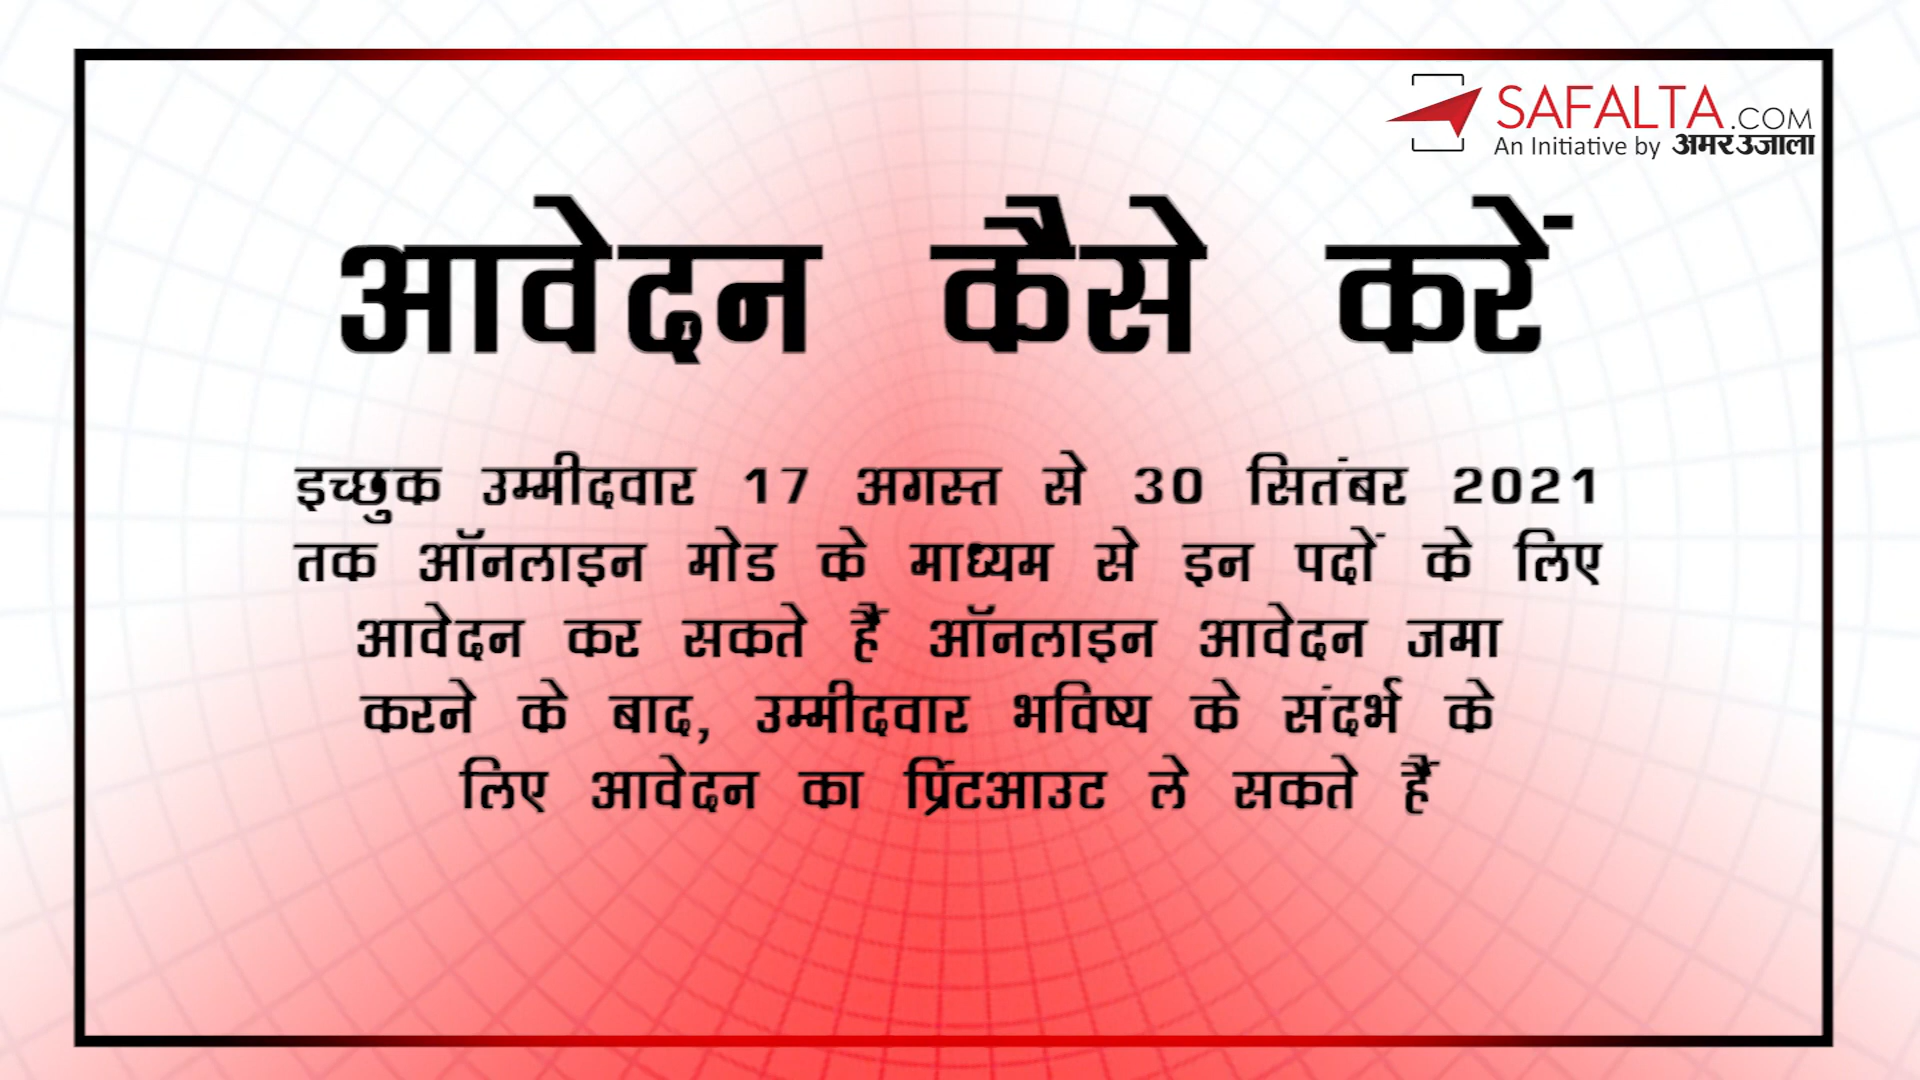 SAFALTA.COM
An Initiative by अमर उजाला
आवेदन कैसे करें
इच्छुक उम्मीदवार 17 अगस्त से 30 सितंबर 2021
तक ऑनलाइन मोड के माध्यम से इन पदों के लिए
आवेदन कर सकते हैं ऑनलाइन आवेदन जमा
करने के बाद, उम्मीदवार भविष्य के संदर्भ के
लिए आवेदन का प्रिंटआउट ले सकते हैं